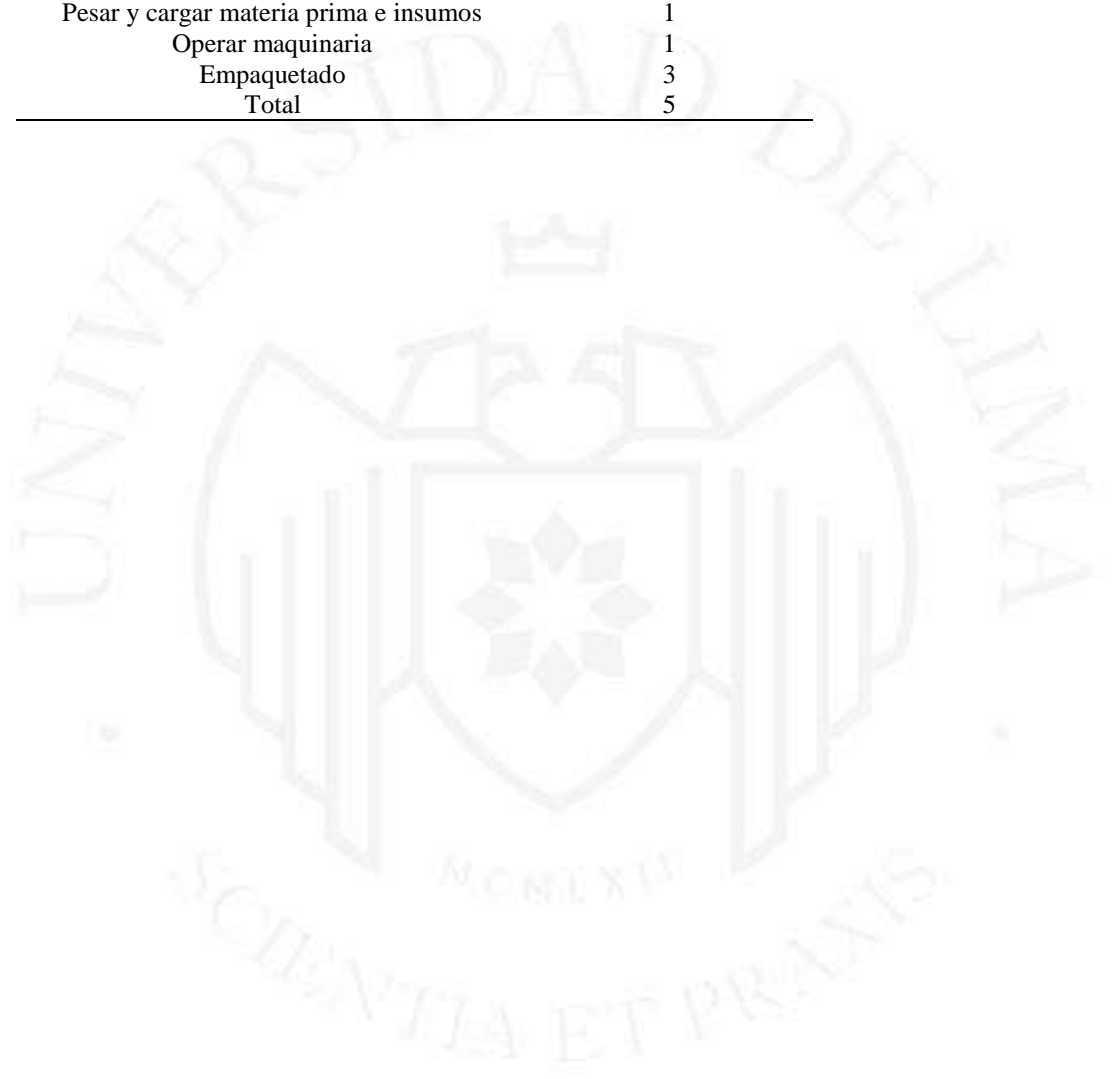 Pesar y cargar materia prima e insumos 1
Operar maquinaria 1
Empaquetado 3
Total 5
UNIVERSIDAD DE LIMA
MCMLXII
SCIENTIA ET PRAXIS